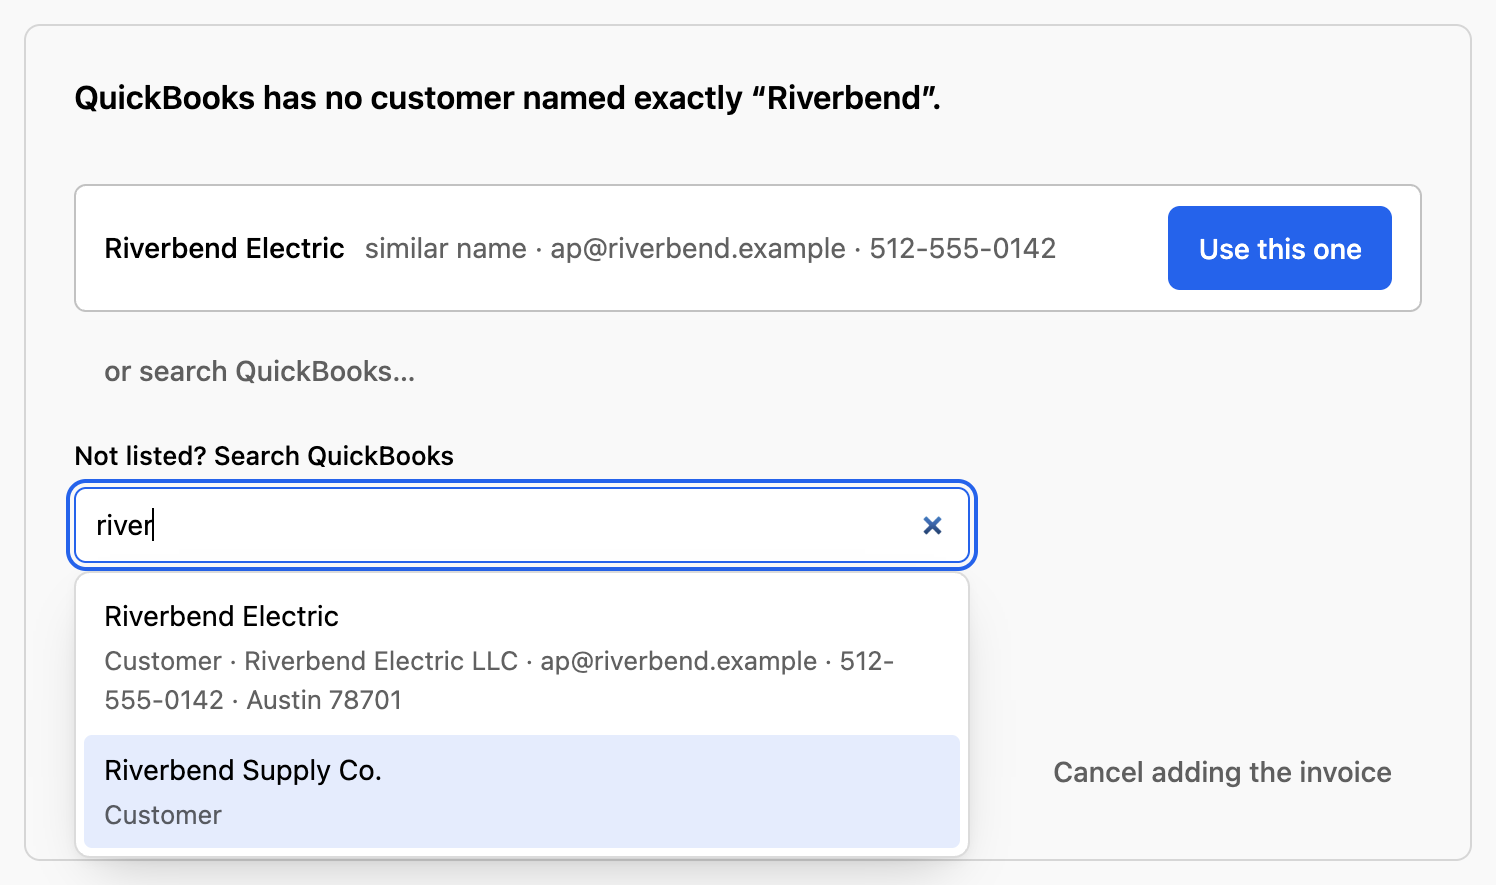 QuickBooks has no customer named exactly “Riverbend”.
Riverbend Electric similar name · ap@riverbend.example · 512-555-0142
Use this one
or search QuickBooks...
Not listed? Search QuickBooks
river
Riverbend Electric
Customer · Riverbend Electric LLC · ap@riverbend.example · 512-
555-0142 · Austin 78701
Riverbend Supply Co.
Customer
Cancel adding the invoice